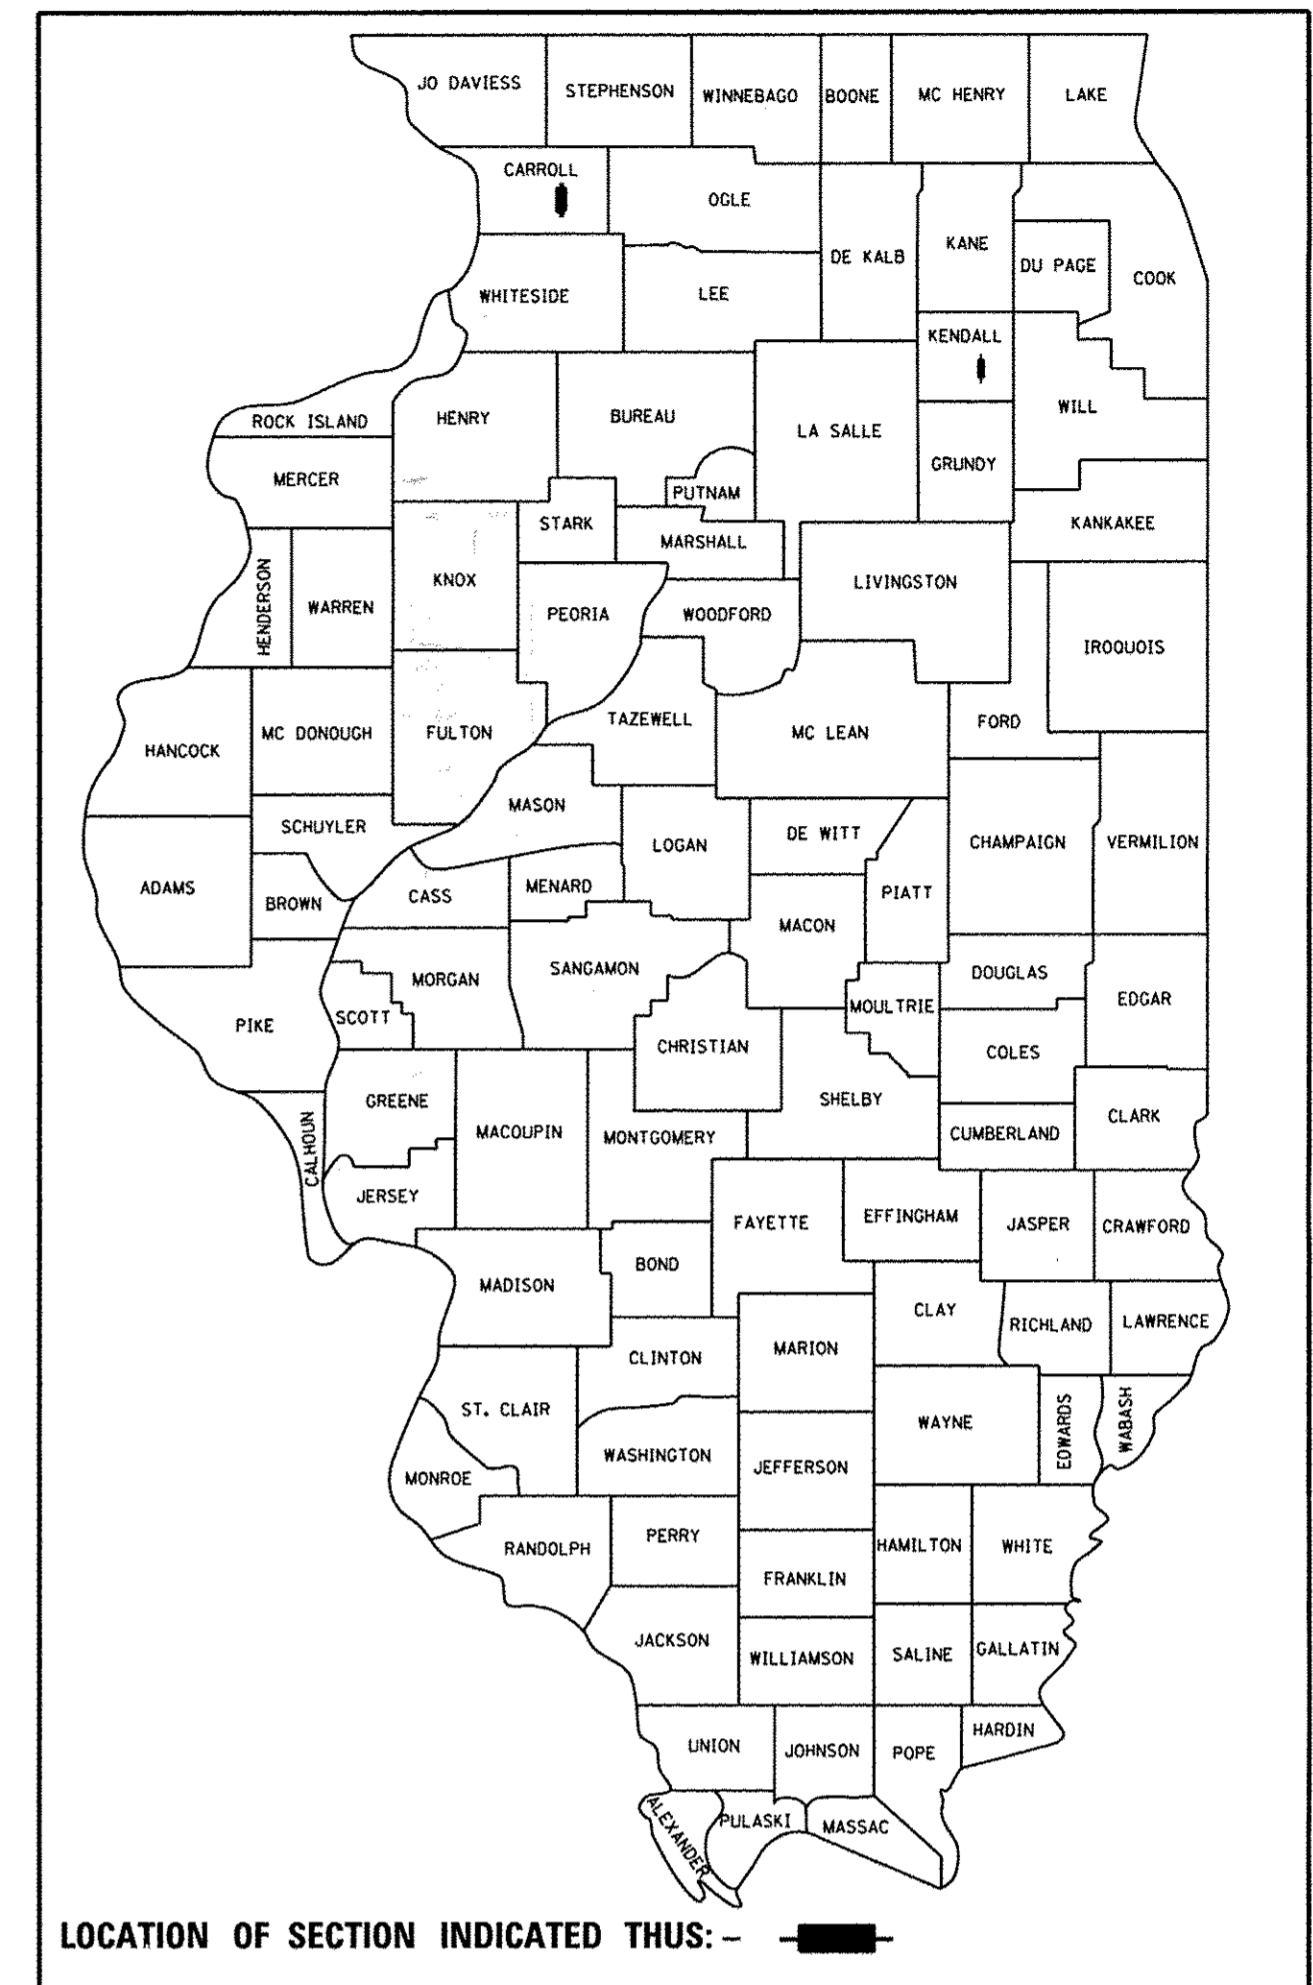 JO DAVIESS
STEPHENSON
WINNEBAGO
BOONE
MC HENRY
LAKE
CARROLL
OGLE
DE KALB
KANE
DU PAGE
COOK
WHITESIDE
LEE
KENDALL
ROCK ISLAND
HENRY
BUREAU
LA SALLE
WILL
GRUNDY
MERCER
PUTNAM
STARK
MARSHALL
KANKAKEE
HENDERSON
WARREN
KNOX
PEORIA
WOODFORD
LIVINGSTON
IROQUOIS
HANCOCK
MC DONOUGH
FULTON
TAZEWELL
MC LEAN
FORD
SCHUYLER
MASON
LOGAN
DE WITT
CHAMPAIGN
VERMILION
ADAMS
BROWN
CASS
MENARD
MACON
PIATT
PIKE
SCOTT
MORGAN
SANGAMON
MOULTRIE
DOUGLAS
EDGAR
CHRISTIAN
COLES
GREENE
MACOUPIN
MONTGOMERY
SHELBY
CUMBERLAND
CLARK
CALHOUN
JERSEY
FAYETTE
EFFINGHAM
JASPER
CRAWFORD
MADISON
BOND
CLAY
RICHLAND
LAWRENCE
CLINTON
MARION
ST. CLAIR
WAYNE
EDWARDS
WABASH
MONROE
WASHINGTON
JEFFERSON
RANDOLPH
PERRY
FRANKLIN
HAMILTON
WHITE
JACKSON
WILLIAMSON
SALINE
GALLATIN
UNION
JOHNSON
POPE
HARDIN
ALEXANDER
PULASKI
MASSAC
LOCATION OF SECTION INDICATED THUS: –